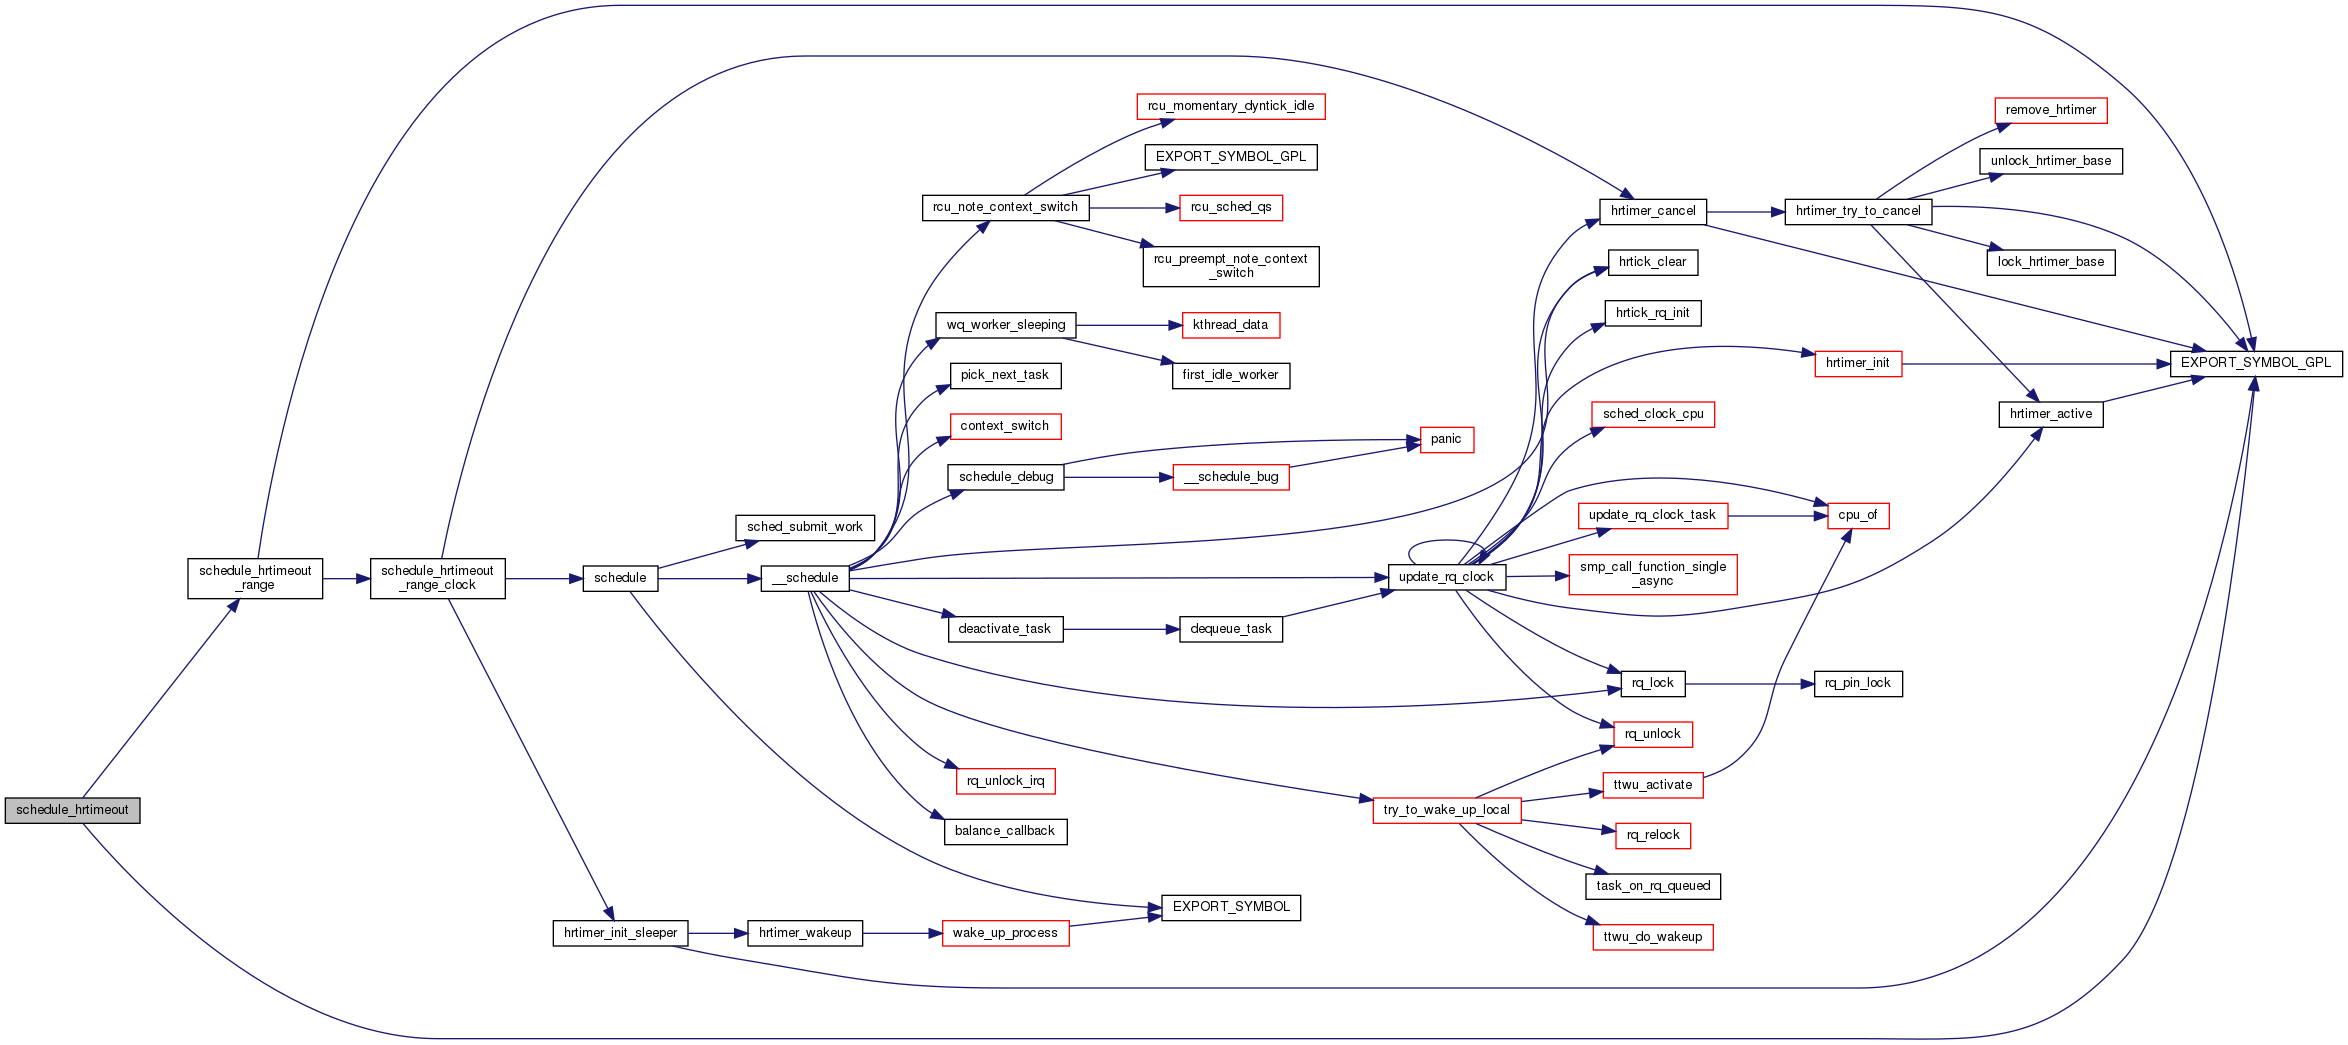 schedule_hrtimeout
schedule_hrtimeout
_range
schedule_hrtimeout
_range_clock
schedule
hrtimer_init_sleeper
sched_submit_work
__schedule
hrtimer_wakeup
rcu_note_context_switch
wq_worker_sleeping
pick_next_task
context_switch
schedule_debug
deactivate_task
rq_unlock_irq
balance_callback
wake_up_process
rcu_momentary_dyntick_idle
EXPORT_SYMBOL_GPL
rcu_sched_qs
rcu_preempt_note_context
_switch
kthread_data
first_idle_worker
__schedule_bug
dequeue_task
EXPORT_SYMBOL
panic
update_rq_clock
try_to_wake_up_local
hrtimer_cancel
hrtick_clear
hrtick_rq_init
sched_clock_cpu
update_rq_clock_task
smp_call_function_single
_async
rq_lock
rq_unlock
ttwu_activate
rq_relock
task_on_rq_queued
ttwu_do_wakeup
hrtimer_try_to_cancel
hrtimer_init
cpu_of
rq_pin_lock
remove_hrtimer
unlock_hrtimer_base
lock_hrtimer_base
hrtimer_active
EXPORT_SYMBOL_GPL